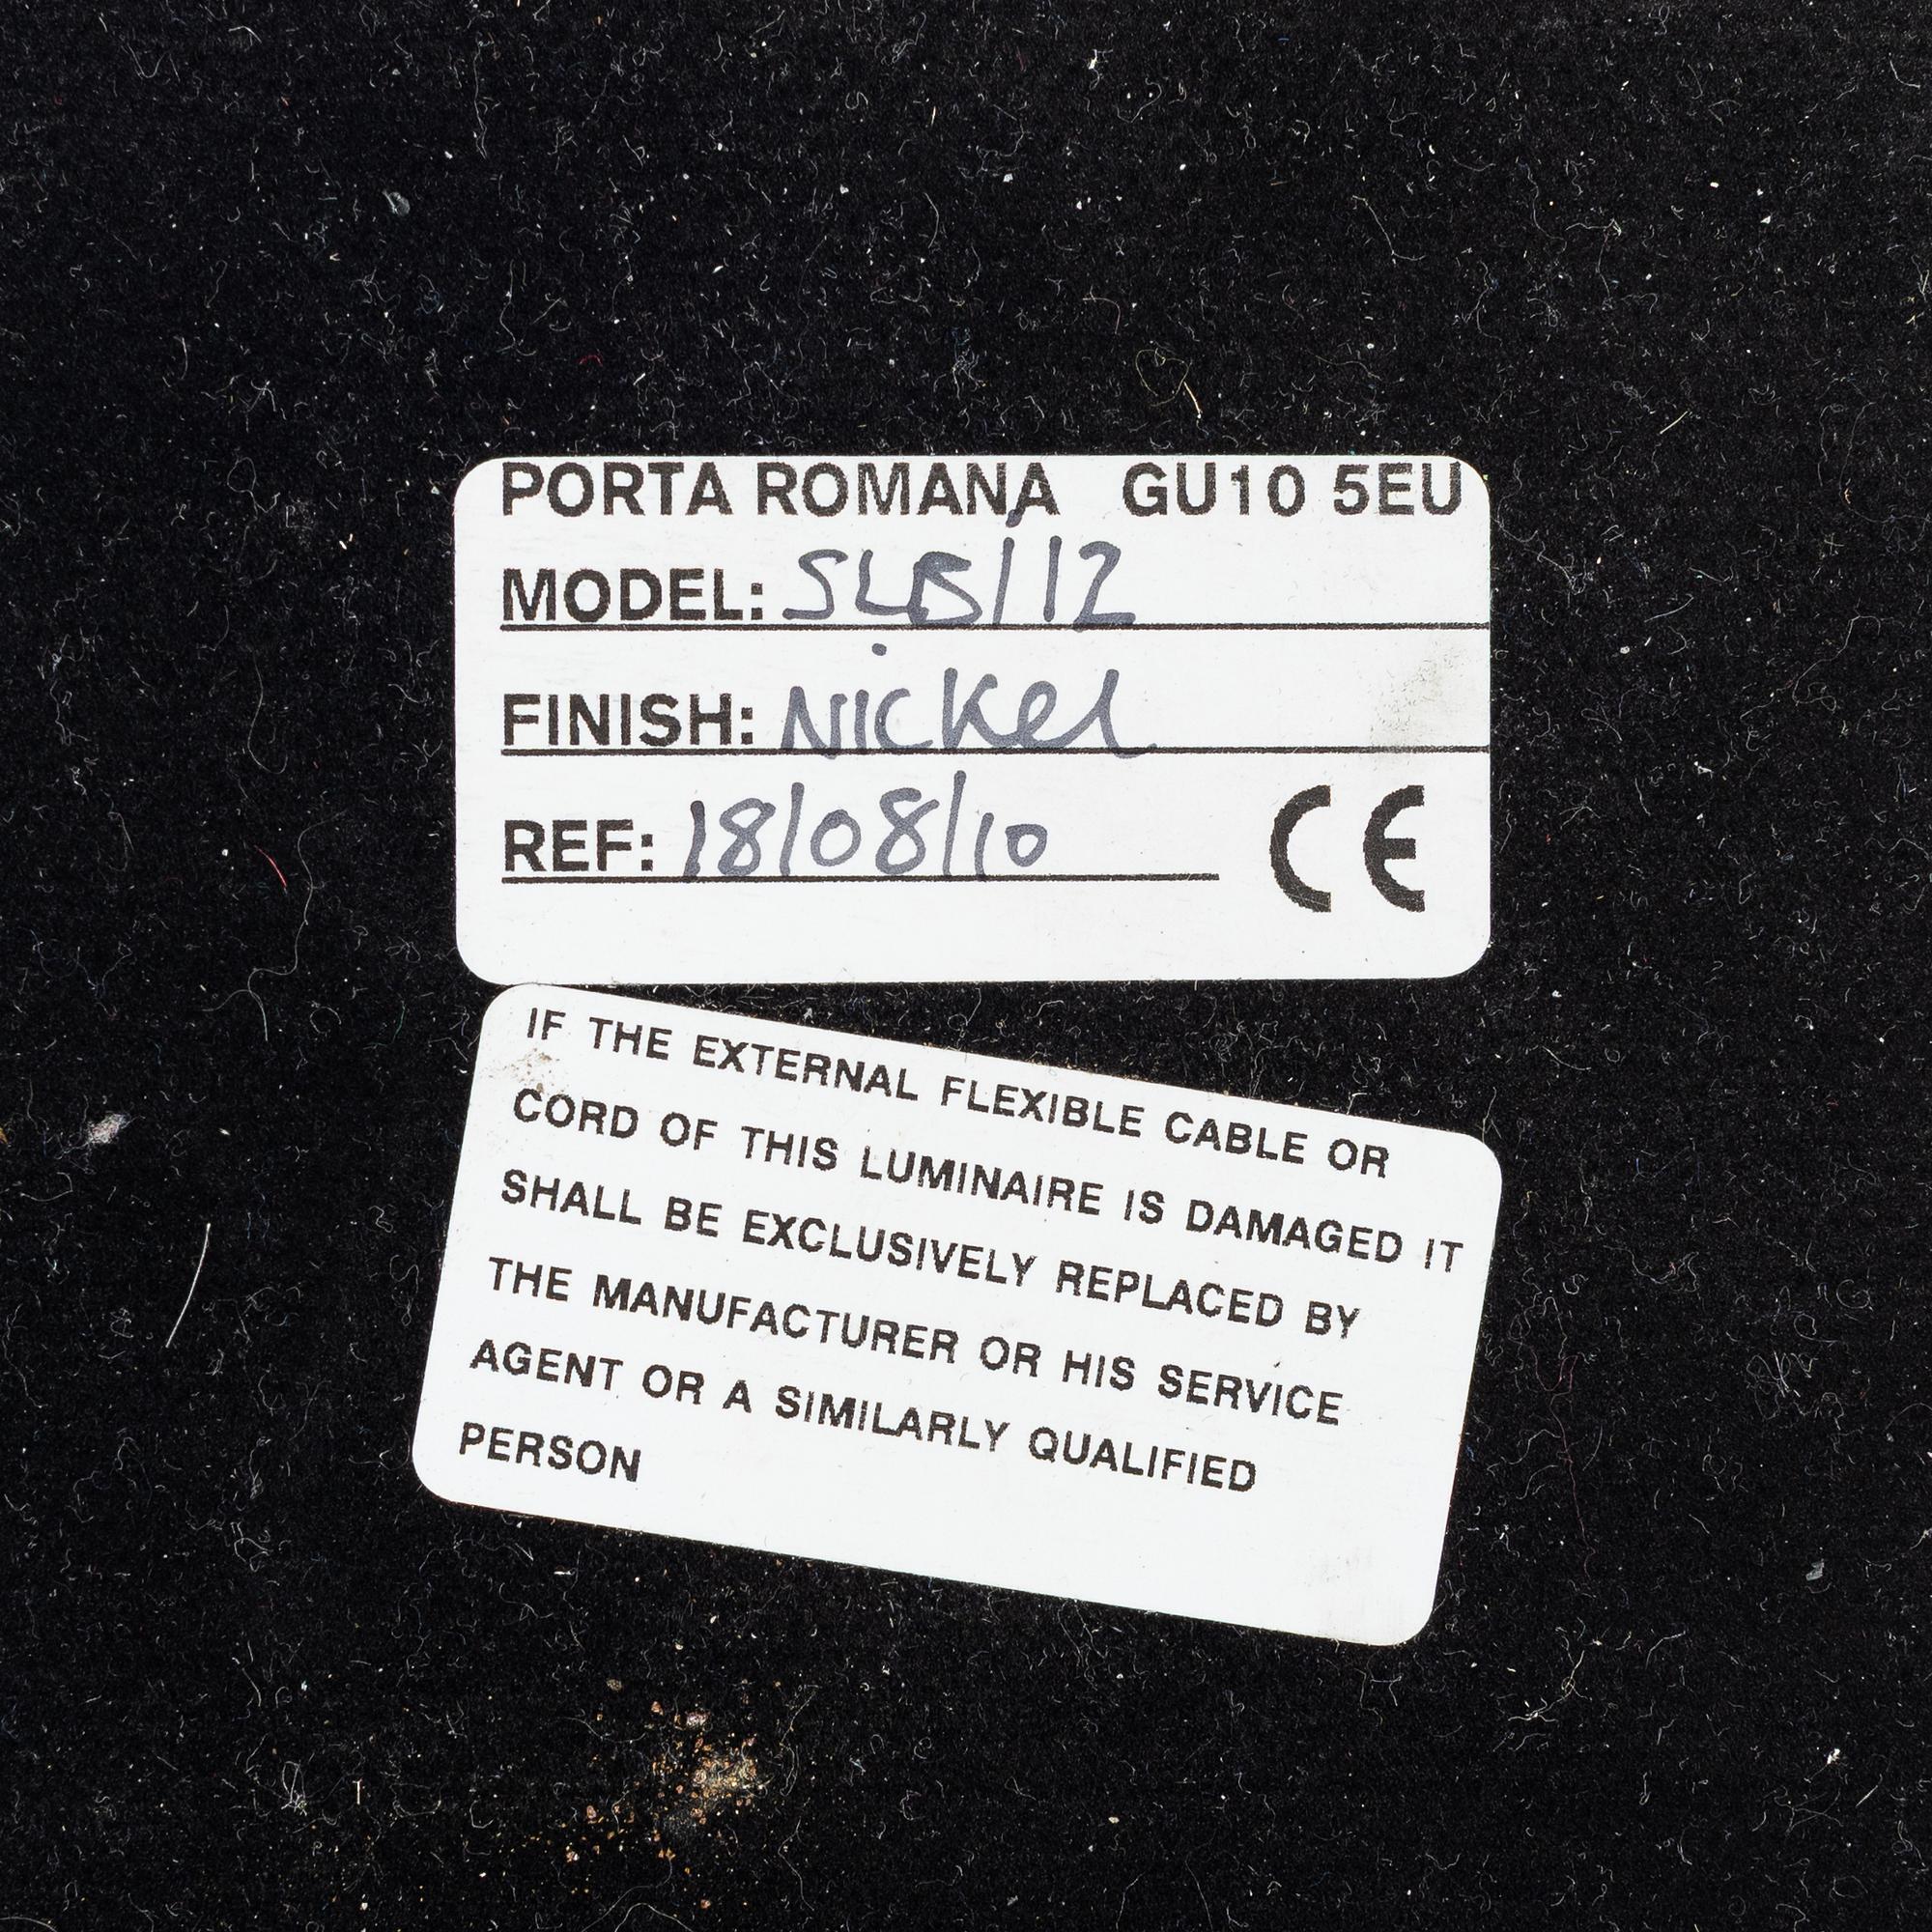 PORTA ROMANA GU10 5EU
MODEL: SLB/12
FINISH: Nickel
REF: 18/08/10
CE
IF THE EXTERNAL FLEXIBLE CABLE OR
CORD OF THIS LUMINAIRE IS DAMAGED IT
SHALL BE EXCLUSIVELY REPLACED BY
THE MANUFACTURER OR HIS SERVICE
AGENT OR A SIMILARLY QUALIFIED
PERSON